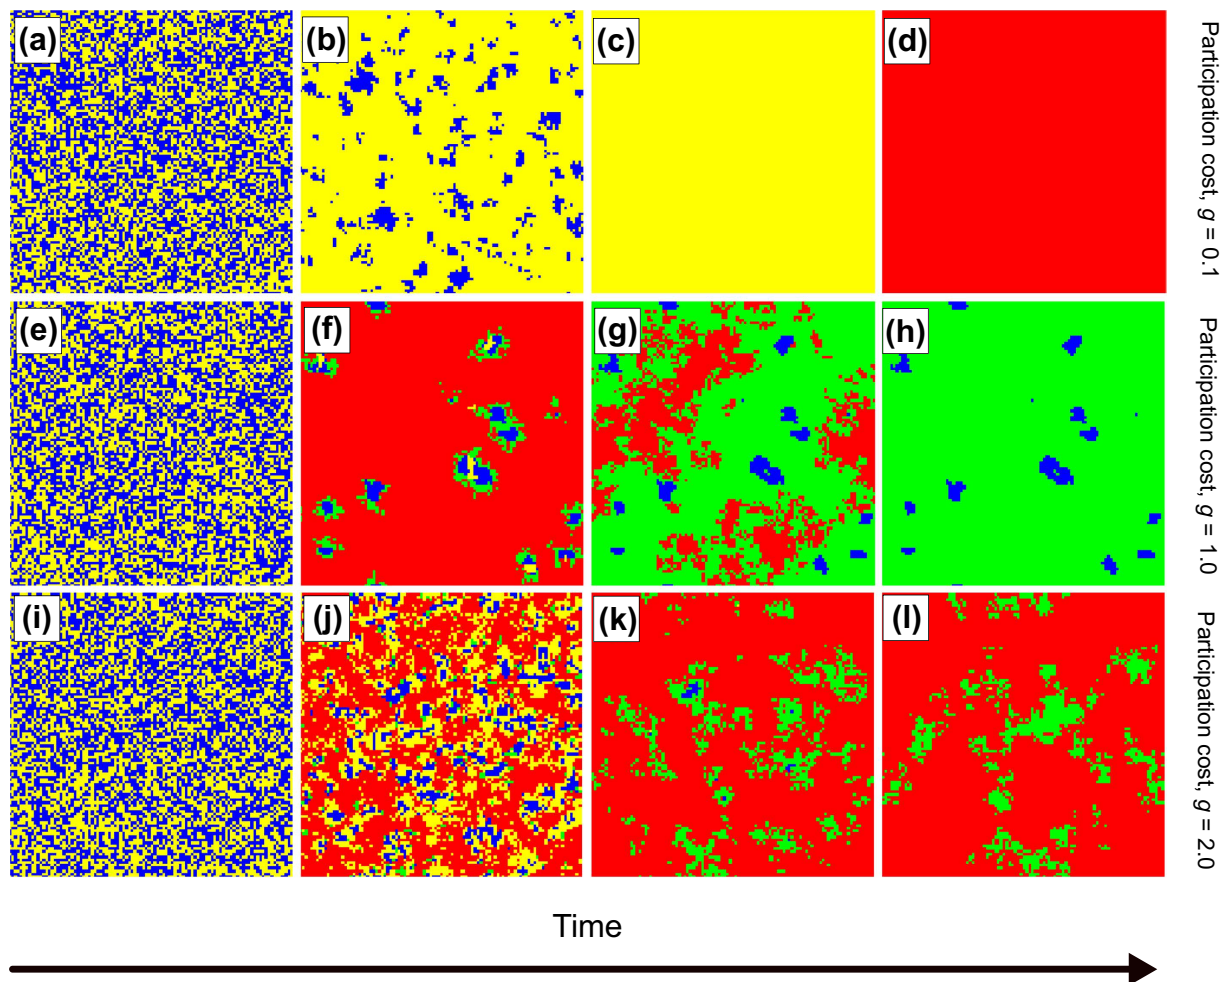 (a)
(b)
(c)
(d)
Participation cost, g = 0.1
(e)
(f)
(g)
(h)
Participation cost, g = 1.0
(i)
(j)
(k)
(l)
Participation cost, g = 2.0
Time